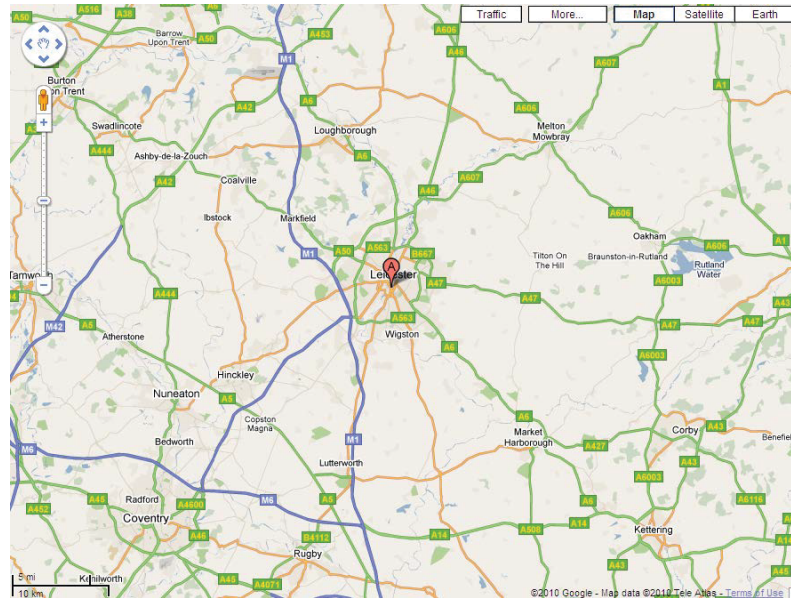 Traffic
More...
Map
Satellite
Earth
A516
A38
Barrow
Upon Trent
A50
A453
M1
A606
A46
A607
A1
Burton
on Trent
A6
A606
A42
Swadlincote
Loughborough
Melton
Mowbray
A444
Ashby-de-la-Zouch
A6
A42
Coalville
A607
A46
Ibstock
Markfield
A606
Oakham
A606
A1
M1
A50
A563
B667
Tilton On
The Hill
Braunston-in-Rutland
Rutland
Water
A
Leicester
A6003
A47
A444
A47
A43
A563
M42
A5
A47
Atherstone
Wigston
A6
A6003
Hinckley
Nuneaton
A5
A6
Copston
Magna
Market
Harborough
Corby
A43
M1
A427
Bedworth
M6
A43
Lutterworth
A6003
A45
Radford
A4600
M6
A5
A6
A6116
A452
Coventry
A508
A14
Kettering
A46
B4112
A14
A14
Rugby
A43
5 mi
Kenilworth
A45
A4071
A45
10 km
©2010 Google - Map data ©2010 Tele Atlas - Terms of Use